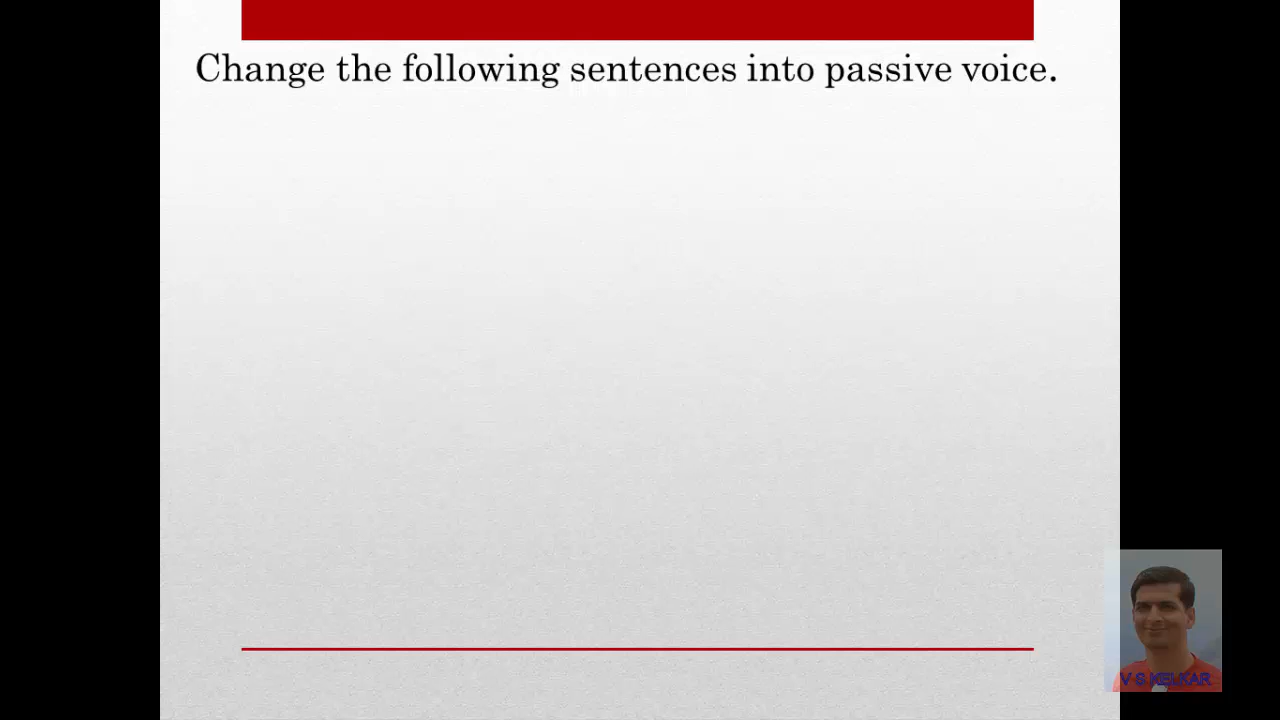 Change the following sentences into passive voice.
V S KELKAR